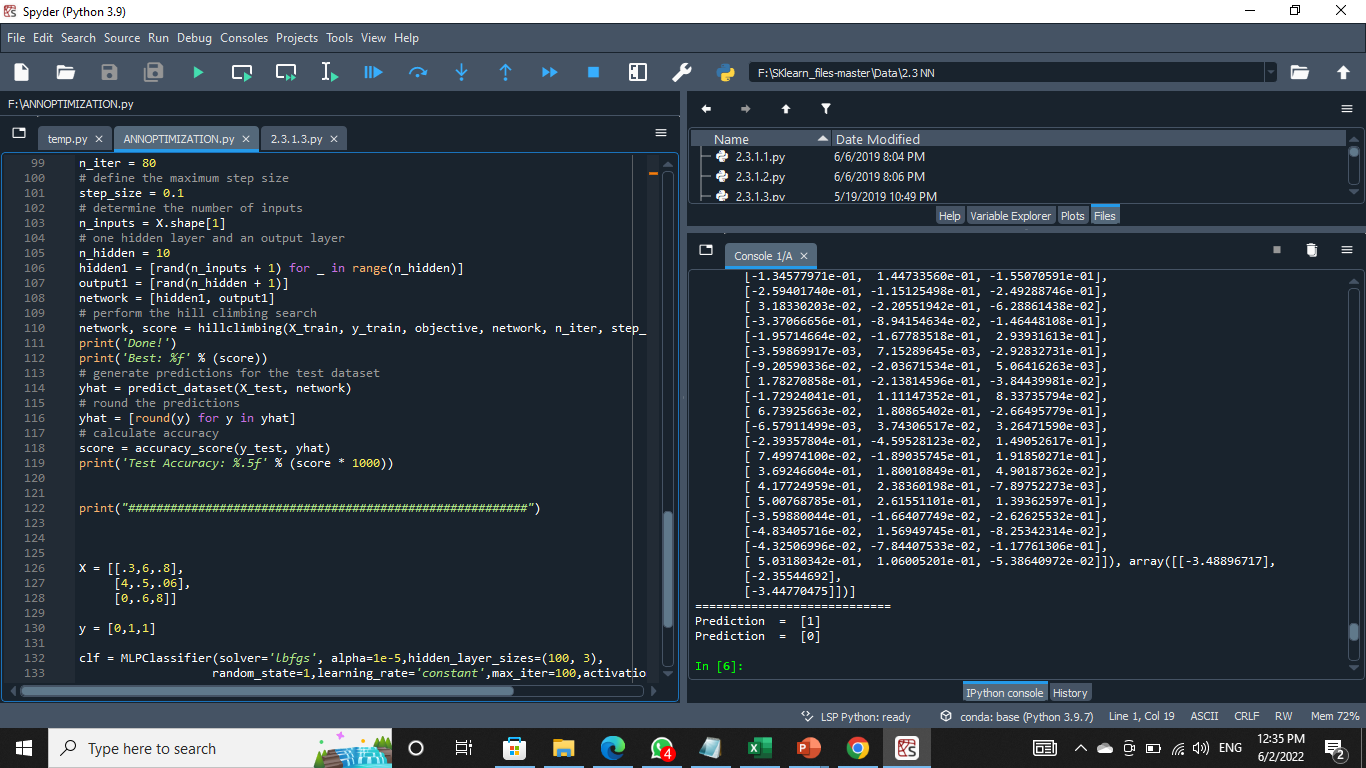 Spyder (Python 3.9)
File Edit Search Source Run Debug Consoles Projects Tools View Help
F:\SKlearn_files-master\Data\2.3 NN
F:\ANNOPTIMIZATION.py
temp.py ANNOPTIMIZATION.py 2.3.1.3.py
99 n_iter = 80
100 # define the maximum step size
101 step_size = 0.1
102 # determine the number of inputs
103 n_inputs = X.shape[1]
104 # one hidden layer and an output layer
105 n_hidden = 10
106 hidden1 = [rand(n_inputs + 1) for _ in range(n_hidden)]
107 output1 = [rand(n_hidden + 1)]
108 network = [hidden1, output1]
109 # perform the hill climbing search
110 network, score = hillclimbing(X_train, y_train, objective, network, n_iter, step_
111 print('Done!')
112 print('Best: %f' % (score))
113 # generate predictions for the test dataset
114 yhat = predict_dataset(X_test, network)
115 # round the predictions
116 yhat = [round(y) for y in yhat]
117 # calculate accuracy
118 score = accuracy_score(y_test, yhat)
119 print('Test Accuracy: %.5f' % (score * 1000))
120
121
122 print("#########################################################")
123
124
125
126 X = [[.3,6,.8],
127 [4,.5,.06],
128 [0,.6,8]]
129
130 y = [0,1,1]
131
132 clf = MLPClassifier(solver='lbfgs', alpha=1e-5,hidden_layer_sizes=(100, 3),
133 random_state=1,learning_rate='constant',max_iter=100,activatio
Name Date Modified
2.3.1.1.py 6/6/2019 8:04 PM
2.3.1.2.py 6/6/2019 8:06 PM
2.3.1.3.py 5/19/2019 10:49 PM
Help Variable Explorer Plots Files
Console 1/A
[-1.34577971e-01, 1.44733560e-01, -1.55070591e-01],
[-2.59401740e-01, -1.15125498e-01, -2.49288746e-01],
[ 3.18330203e-02, -2.20551942e-01, -6.28861438e-02],
[-3.37066656e-01, -8.94154634e-02, -1.46448108e-01],
[-1.95714664e-02, -1.67783518e-01, 2.93931613e-01],
[-3.59869917e-03, 7.15289645e-03, -2.92832731e-01],
[-9.20590336e-02, -2.03671534e-01, 5.06416263e-03],
[ 1.78270858e-01, -2.13814596e-01, -3.84439981e-02],
[-1.72924041e-01, 1.11147352e-01, 8.33735794e-02],
[ 6.73925663e-02, 1.80865402e-01, -2.66495779e-01],
[-6.57911499e-03, 3.74306517e-02, 3.26471590e-03],
[-2.39357804e-01, -4.59528123e-02, 1.49052617e-01],
[ 7.49974100e-02, -1.89035745e-01, 1.91850271e-01],
[ 3.69246604e-01, 1.80010849e-01, 4.90187362e-02],
[ 4.17724959e-01, 2.38360198e-01, -7.89752273e-03],
[ 5.00768785e-01, 2.61551101e-01, 1.39362597e-01],
[-3.59880044e-01, -1.66407749e-02, -2.62625532e-01],
[-4.83405716e-02, 1.56949745e-01, -8.25342314e-02],
[-4.32506996e-02, -7.84407533e-02, -1.17761306e-01],
[ 5.03180342e-01, 1.06005201e-01, -5.38640972e-02]]), array([[-3.48896717],
[-2.35544692],
[-3.44770475]])]
============================
Prediction = [1]
Prediction = [0]
In [6]:
IPython console History
LSP Python: ready conda: base (Python 3.9.7) Line 1, Col 19 ASCII CRLF RW Mem 72%
Type here to search
4
ENG
12:35 PM
6/2/2022
2